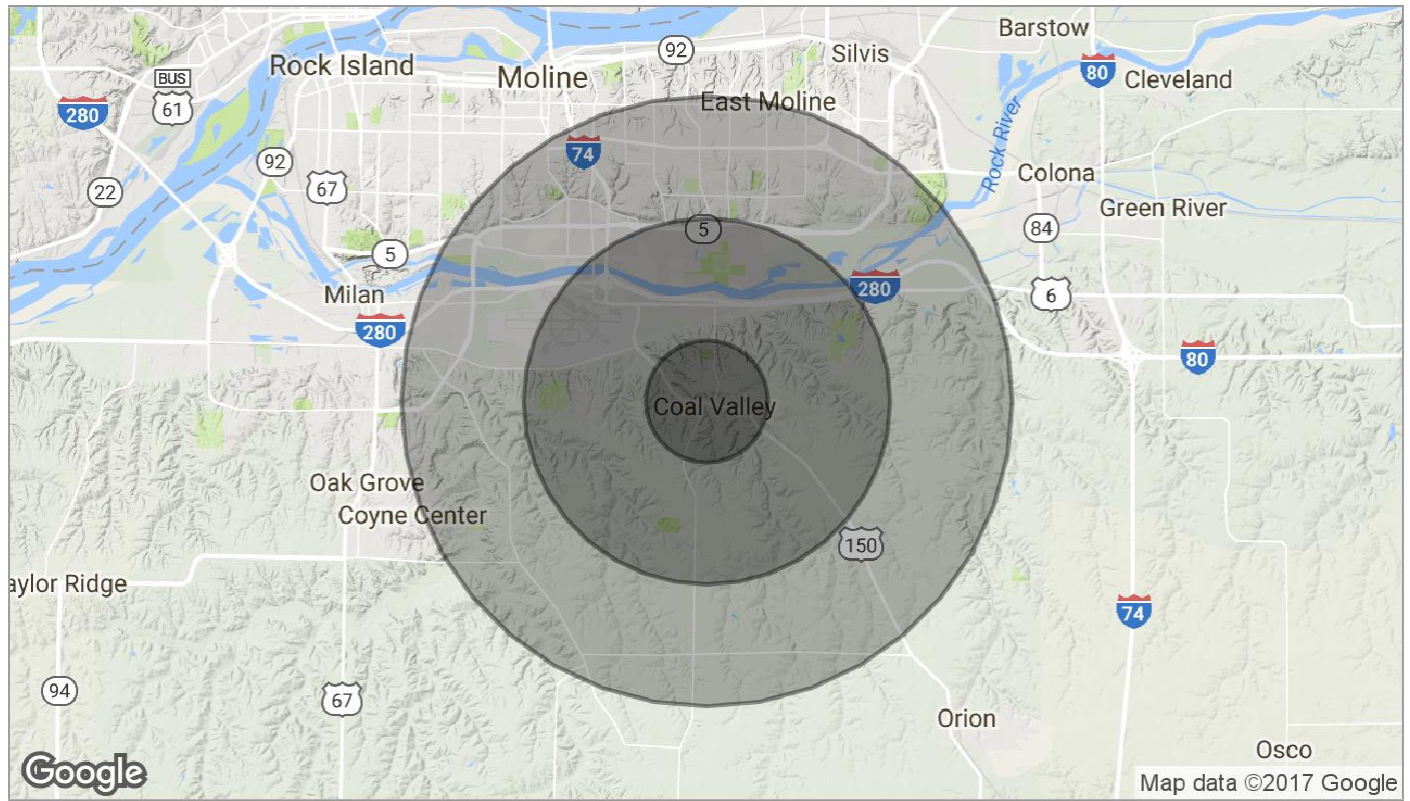 Barstow
Rock Island
Moline
92
Silvis
80
Cleveland
BUS
61
280
East Moline
Rock River
74
92
22
67
Colona
Green River
5
84
5
Milan
280
6
280
80
Coal Valley
Oak Grove
Coyne Center
150
aylor Ridge
74
94
67
Orion
Osco
Google
Map data ©2017 Google